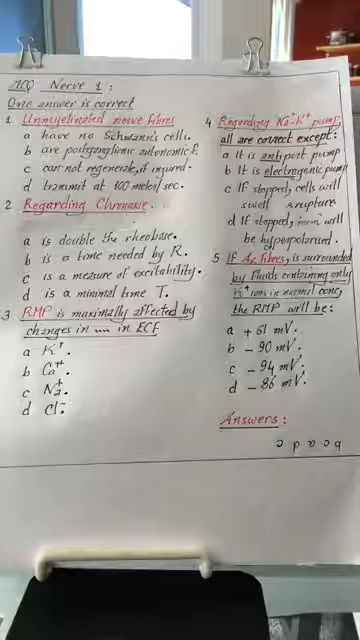 MCQ Nerve 1:
One answer is correct
1 Unmyelinated nerve fibres
a have no Schwann's cells.
b are postganglionic autonomic f.
c can not regenerate, if injured.
d transmit at 100 meter/sec.
2 Regarding Chronaxie.
a is double the rheobase.
b is a time needed by R.
c is a measure of excitability.
d is a minimal time T.
3 RMP is maximally affected by
changes in .... in ECF
a K⁺.
b Ca⁺⁺.
c Na⁺.
d Cl⁻.
4 Regarding Na⁺-K⁺ pump,
all are correct except:
a It is antiport pump
b It is electrogenic pump
c If stopped, cells will
swell & rupture
d If stopped, mem will
be hyperpolarised.
5 If Aα fibres, is surrounded
by fluids containing only
K⁺ ions in normal conc,
the RMP will be:
a + 61 mV.
b - 90 mV.
c - 94 mV.
d - 86 mV.
Answers:
b c a d c